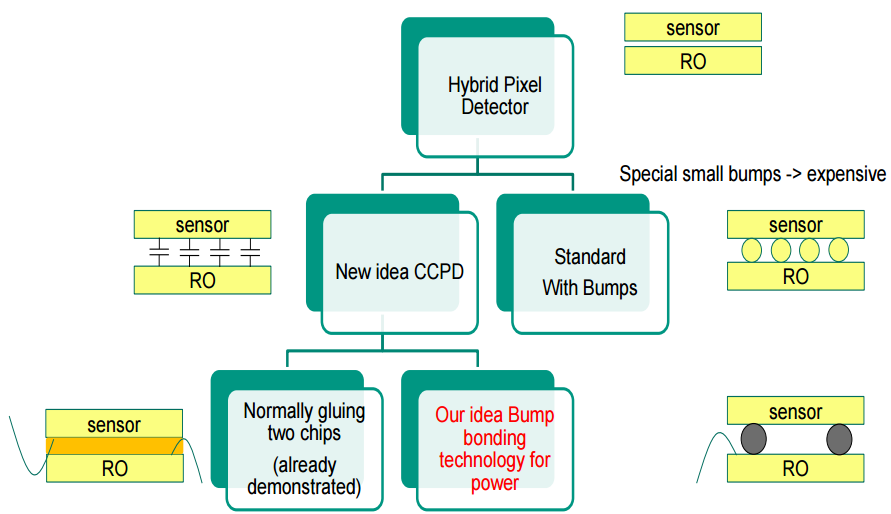 sensor
RO
Hybrid Pixel
Detector
Special small bumps -> expensive
sensor
RO
New idea CCPD
Standard
With Bumps
sensor
RO
sensor
RO
Normally gluing
two chips
(already
demonstrated)
Our idea Bump
bonding
technology for
power
sensor
RO